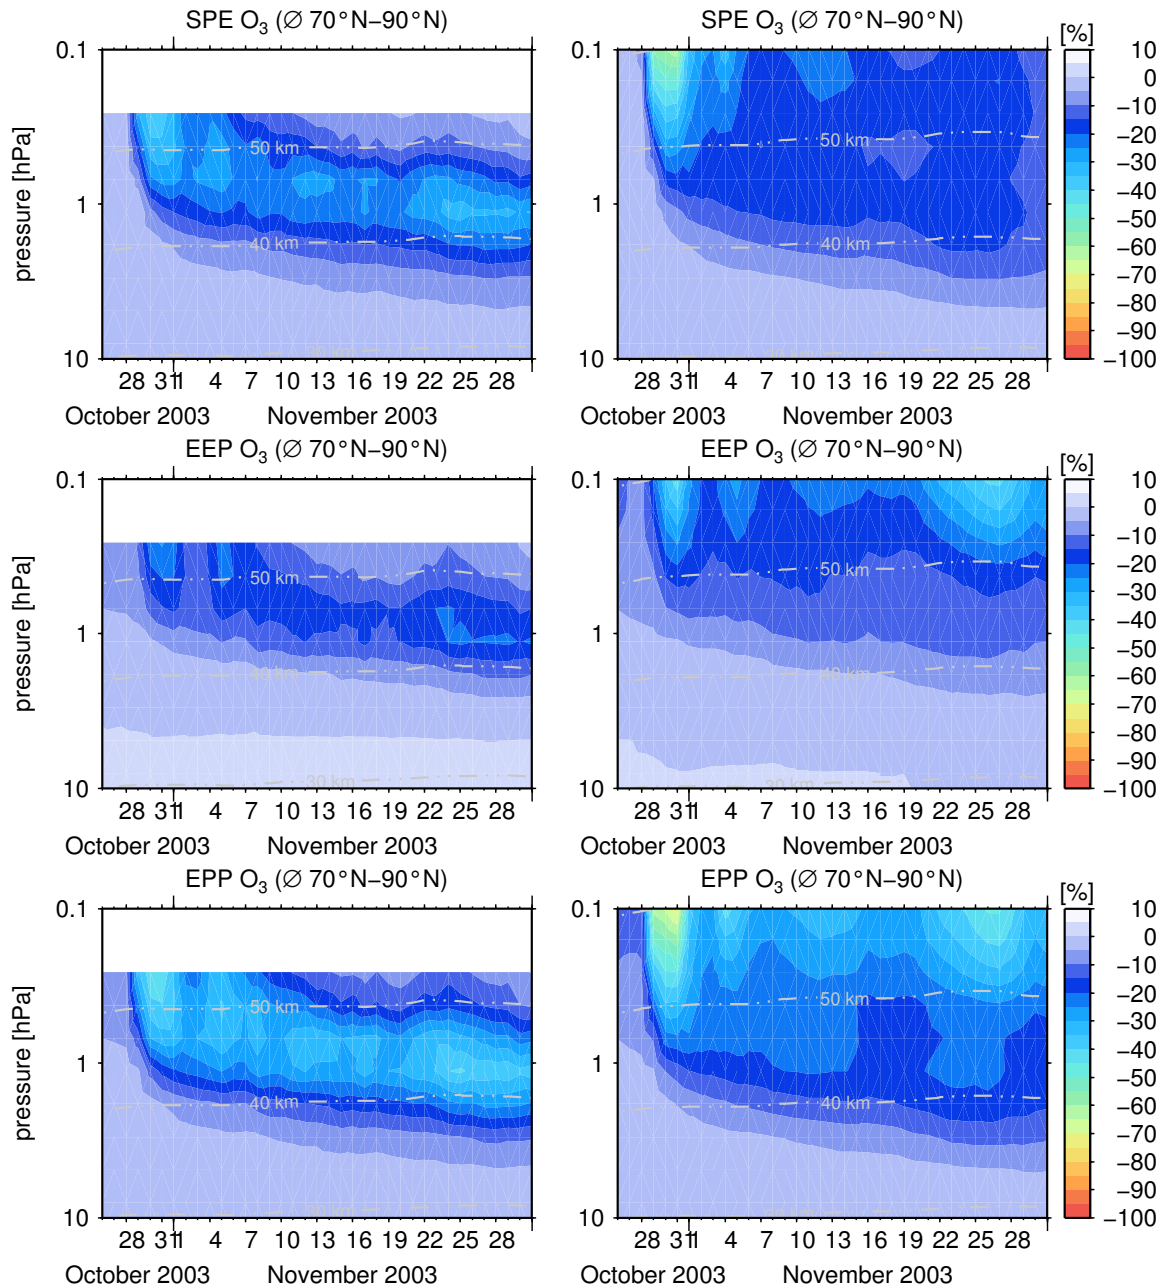 SPE O3 (∅ 70°N–90°N) SPE O3 (∅ 70°N–90°N)
[%]
0.1 0.1 10
0
−10
−20
50 km 50 km −30
pressure [hPa] −40
1 1 −50
40 km 40 km −60
−70
−80
−90
10 10 −100
28 31 1 4 7 10 13 16 19 22 25 28 28 31 1 4 7 10 13 16 19 22 25 28
October 2003 November 2003 October 2003 November 2003
EEP O3 (∅ 70°N–90°N) EEP O3 (∅ 70°N–90°N)
[%]
0.1 0.1 10
0
−10
−20
50 km 50 km −30
pressure [hPa] −40
1 1 −50
40 km 40 km −60
−70
−80
30 km 30 km −90
10 10 −100
28 31 1 4 7 10 13 16 19 22 25 28 28 31 1 4 7 10 13 16 19 22 25 28
October 2003 November 2003 October 2003 November 2003
EPP O3 (∅ 70°N–90°N) EPP O3 (∅ 70°N–90°N)
[%]
0.1 0.1 10
0
−10
−20
50 km 50 km −30
pressure [hPa] −40
1 1 −50
40 km 40 km −60
−70
−80
−90
10 10 −100
28 31 1 4 7 10 13 16 19 22 25 28 28 31 1 4 7 10 13 16 19 22 25 28
October 2003 November 2003 October 2003 November 2003